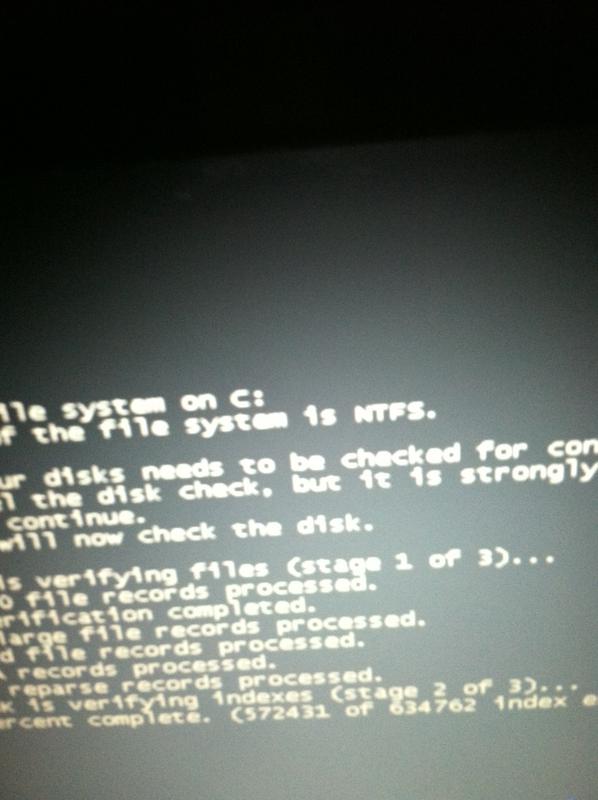 ile system on C:
f the file system is NTFS.
ur disks needs to be checked for con
l the disk check, but it is strongly
continue.
will now check the disk.
is verifying files (stage 1 of 3)...
0 file records processed.
rification completed.
large file records processed.
d file records processed.
records processed.
reparse records processed.
k is verifying indexes (stage 2 of 3)...
ercent complete. (572431 of 634762 index e